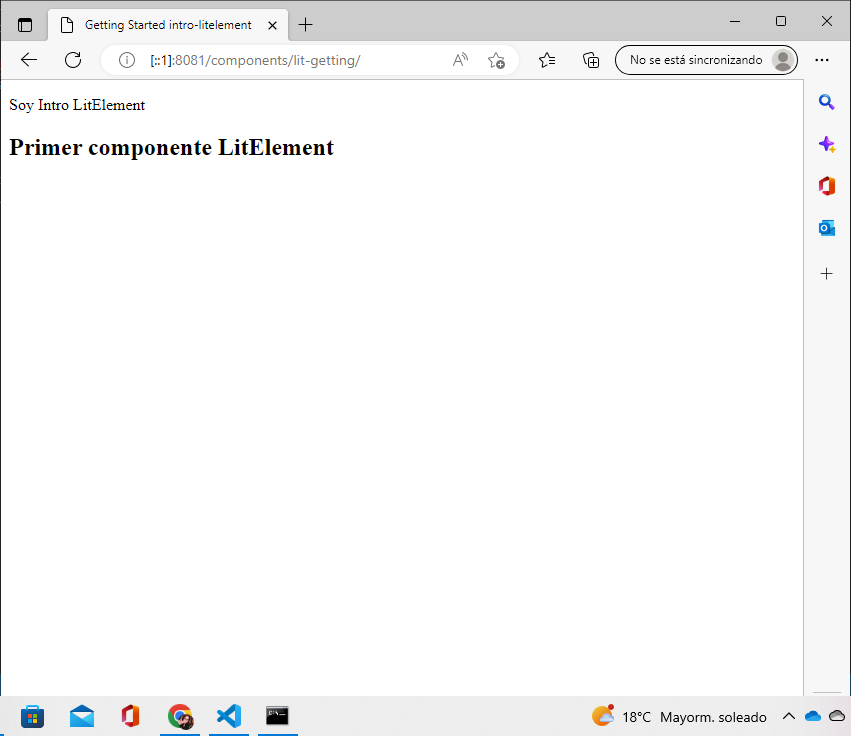 Getting Started intro-litelement
[::1]:8081/components/lit-getting/
No se está sincronizando
Soy Intro LitElement
Primer componente LitElement
18°C Mayorm. soleado